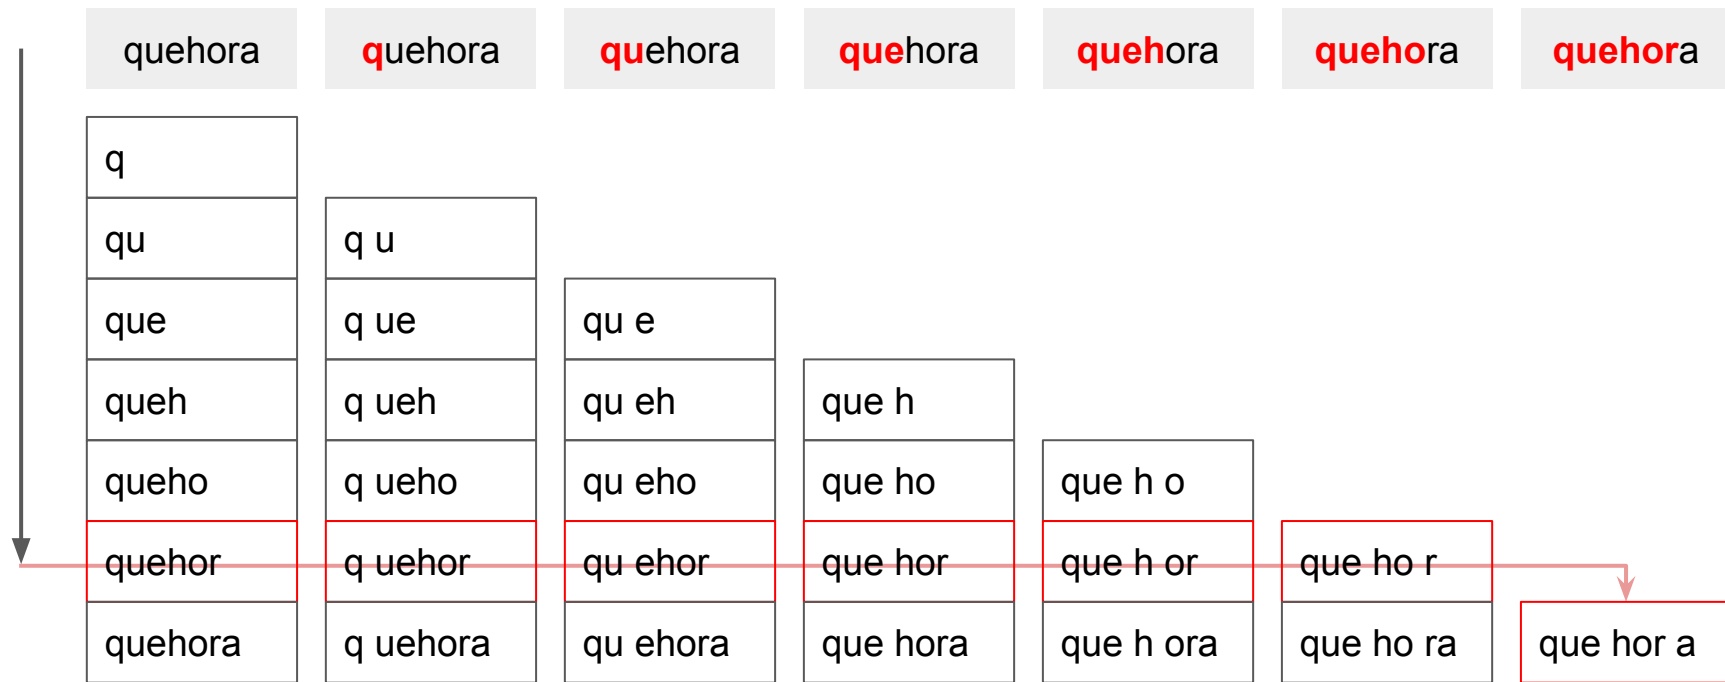 quehora quehora quehora quehora quehora quehora quehora
q
qu q u
que q ue qu e
queh q ueh qu eh que h
queho q ueho qu eho que ho que h o
quehor q uehor qu ehor que hor que h or que ho r
quehora q uehora qu ehora que hora que h ora que ho ra que hor a